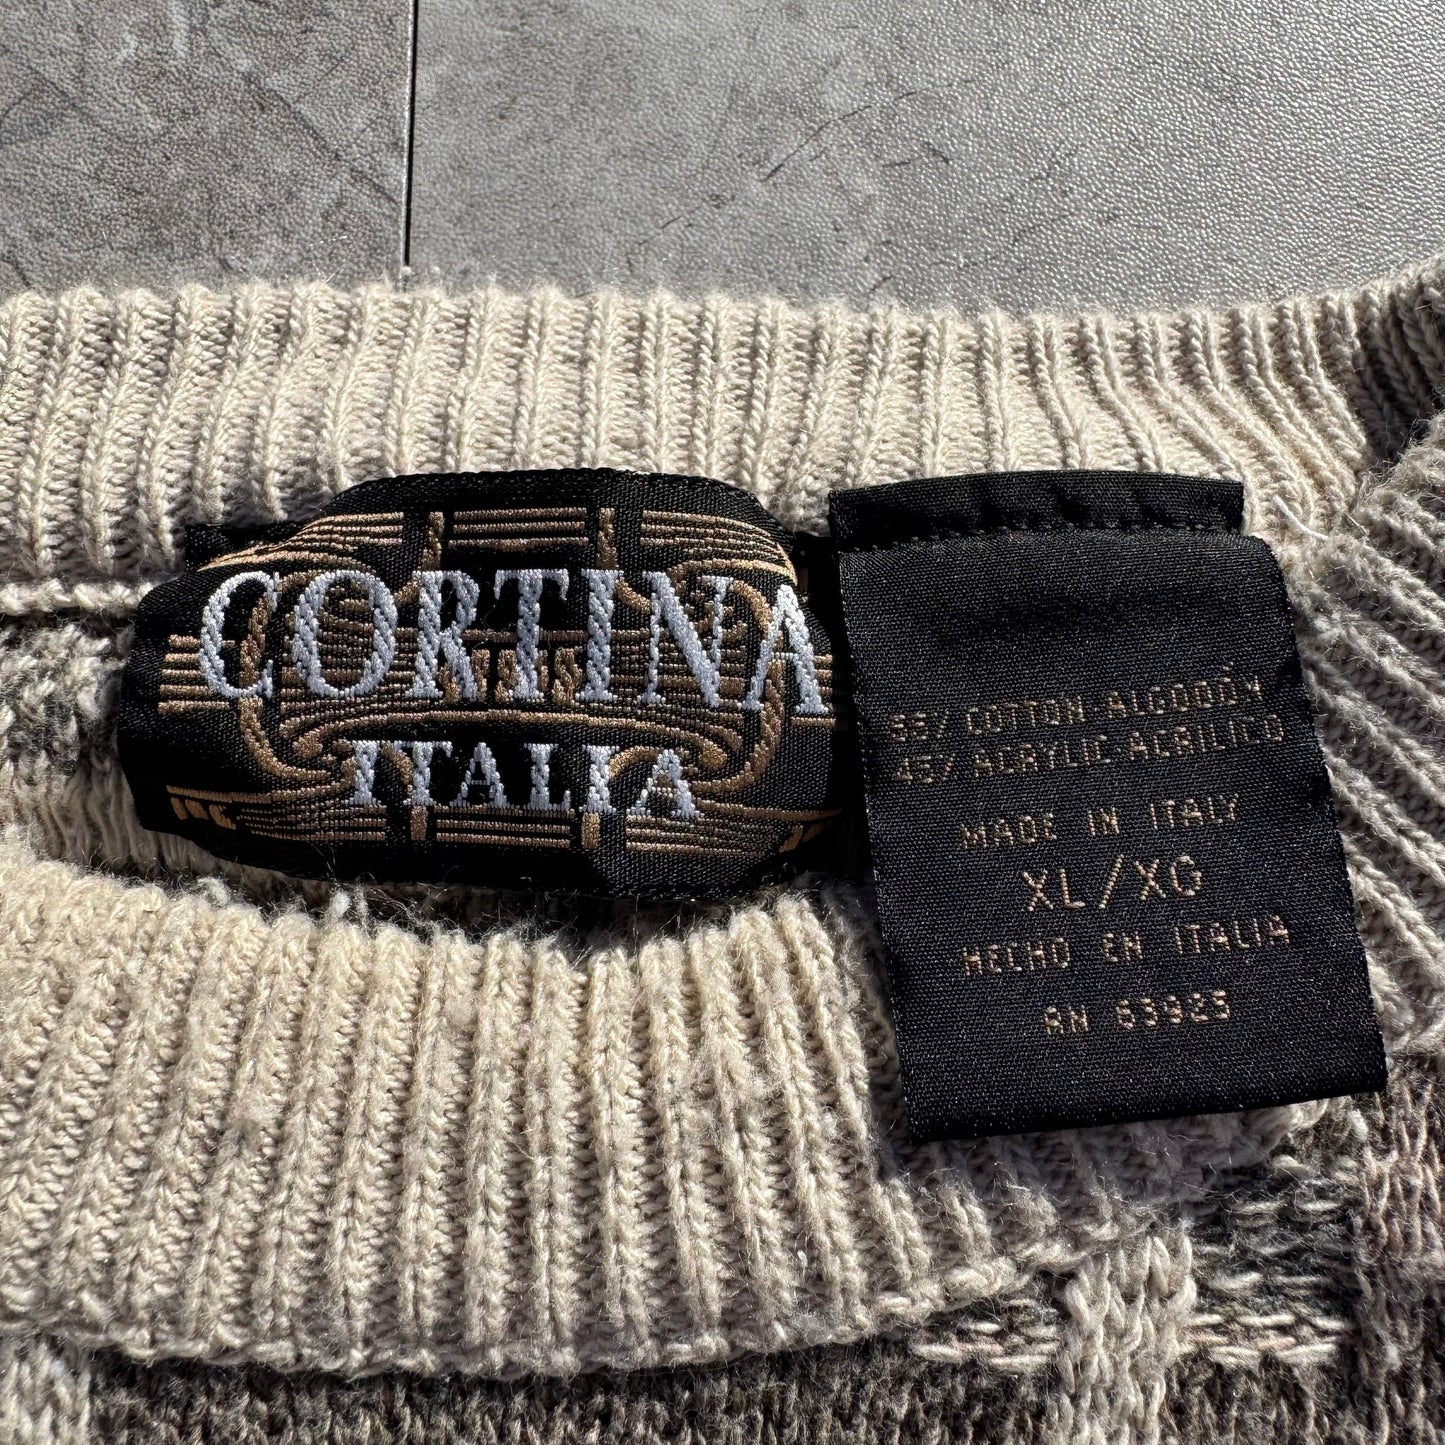 CORTINA
ITALIA
55% COTTON ALGODÓN
45% ACRYLIC ACRILICO
MADE IN ITALY
XL/XG
HECHO EN ITALIA
RN 63925